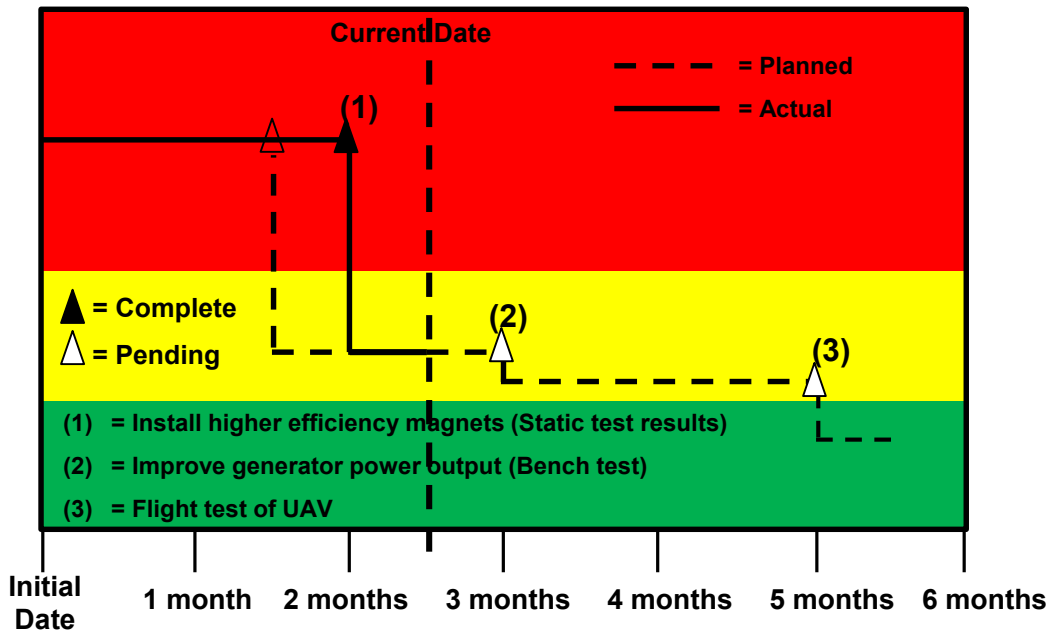 Current Date
= Planned
= Actual
(1)
= Complete
= Pending
(2)
(3)
(1) = Install higher efficiency magnets (Static test results)
(2) = Improve generator power output (Bench test)
(3) = Flight test of UAV
Initial
Date
1 month
2 months
3 months
4 months
5 months
6 months